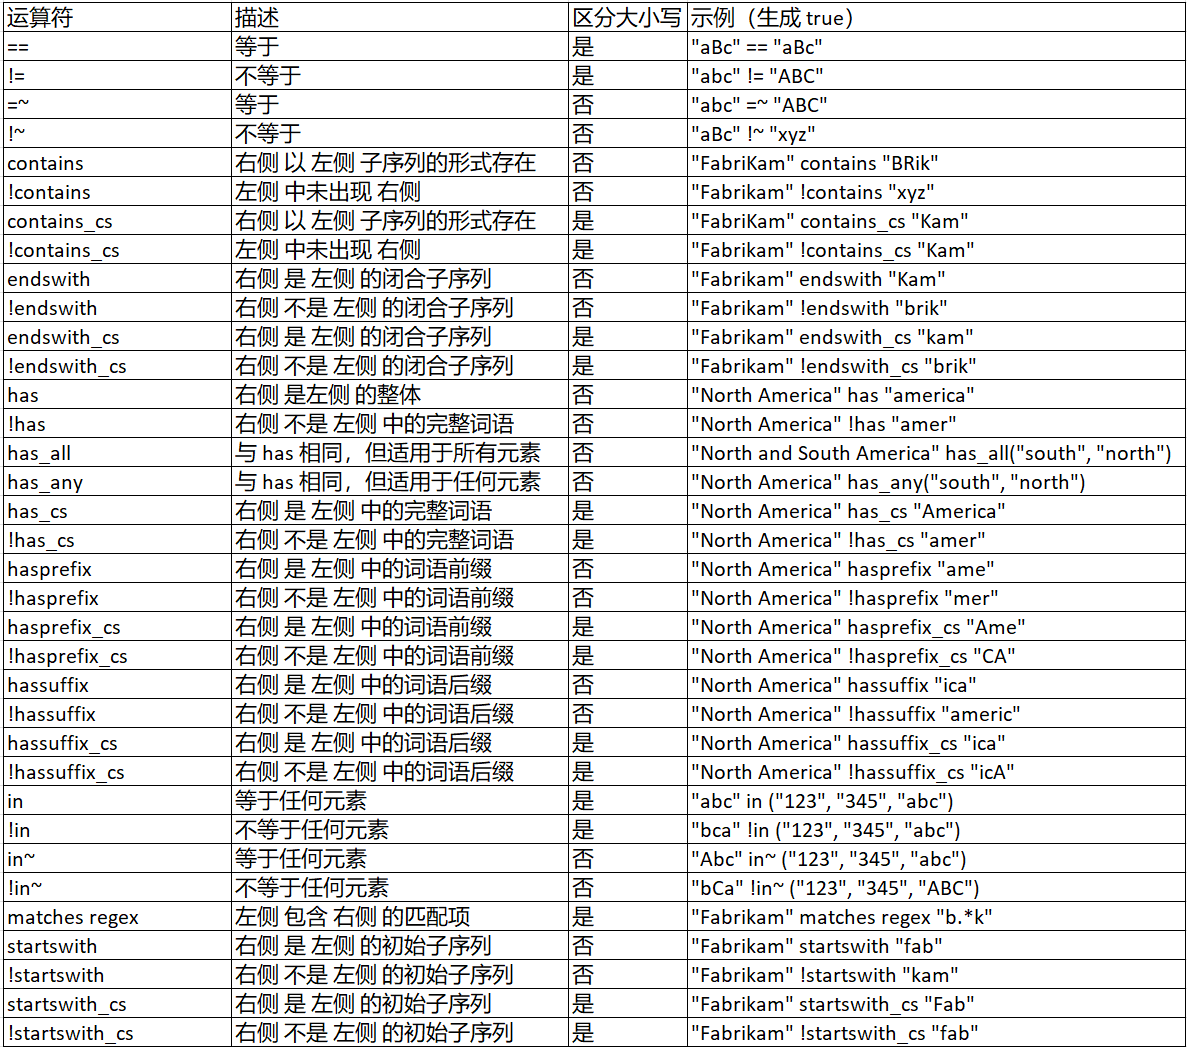 运算符 描述 区分大小写 示例（生成 true）
== 等于 是 "aBc" == "aBc"
!= 不等于 是 "abc" != "ABC"
=~ 等于 否 "abc" =~ "ABC"
!~ 不等于 否 "aBc" !~ "xyz"
contains 右侧 以 左侧 子序列的形式存在 否 "FabriKam" contains "BRik"
!contains 左侧 中未出现 右侧 否 "Fabrikam" !contains "xyz"
contains_cs 右侧 以 左侧 子序列的形式存在 是 "FabriKam" contains_cs "Kam"
!contains_cs 左侧 中未出现 右侧 是 "Fabrikam" !contains_cs "Kam"
endswith 右侧 是 左侧 的闭合子序列 否 "Fabrikam" endswith "Kam"
!endswith 右侧 不是 左侧 的闭合子序列 否 "Fabrikam" !endswith "brik"
endswith_cs 右侧 是 左侧 的闭合子序列 是 "Fabrikam" endswith_cs "kam"
!endswith_cs 右侧 不是 左侧 的闭合子序列 是 "Fabrikam" !endswith_cs "brik"
has 右侧 是左侧 的整体 否 "North America" has "america"
!has 右侧 不是 左侧 中的完整词语 否 "North America" !has "amer"
has_all 与 has 相同，但适用于所有元素 否 "North and South America" has_all("south", "north")
has_any 与 has 相同，但适用于任何元素 否 "North America" has_any("south", "north")
has_cs 右侧 是 左侧 中的完整词语 是 "North America" has_cs "America"
!has_cs 右侧 不是 左侧 中的完整词语 是 "North America" !has_cs "amer"
hasprefix 右侧 是 左侧 中的词语前缀 否 "North America" hasprefix "ame"
!hasprefix 右侧 不是 左侧 中的词语前缀 否 "North America" !hasprefix "mer"
hasprefix_cs 右侧 是 左侧 中的词语前缀 是 "North America" hasprefix_cs "Ame"
!hasprefix_cs 右侧 不是 左侧 中的词语前缀 是 "North America" !hasprefix_cs "CA"
hassuffix 右侧 是 左侧 中的词语后缀 否 "North America" hassuffix "ica"
!hassuffix 右侧 不是 左侧 中的词语后缀 否 "North America" !hassuffix "americ"
hassuffix_cs 右侧 是 左侧 中的词语后缀 是 "North America" hassuffix_cs "ica"
!hassuffix_cs 右侧 不是 左侧 中的词语后缀 是 "North America" !hassuffix_cs "icA"
in 等于任何元素 是 "abc" in ("123", "345", "abc")
!in 不等于任何元素 是 "bca" !in ("123", "345", "abc")
in~ 等于任何元素 否 "Abc" in~ ("123", "345", "abc")
!in~ 不等于任何元素 否 "bCa" !in~ ("123", "345", "ABC")
matches regex 左侧 包含 右侧 的匹配项 是 "Fabrikam" matches regex "b.*k"
startswith 右侧 是 左侧 的初始子序列 否 "Fabrikam" startswith "fab"
!startswith 右侧 不是 左侧 的初始子序列 否 "Fabrikam" !startswith "kam"
startswith_cs 右侧 是 左侧 的初始子序列 是 "Fabrikam" startswith_cs "Fab"
!startswith_cs 右侧 不是 左侧 的初始子序列 是 "Fabrikam" !startswith_cs "fab"